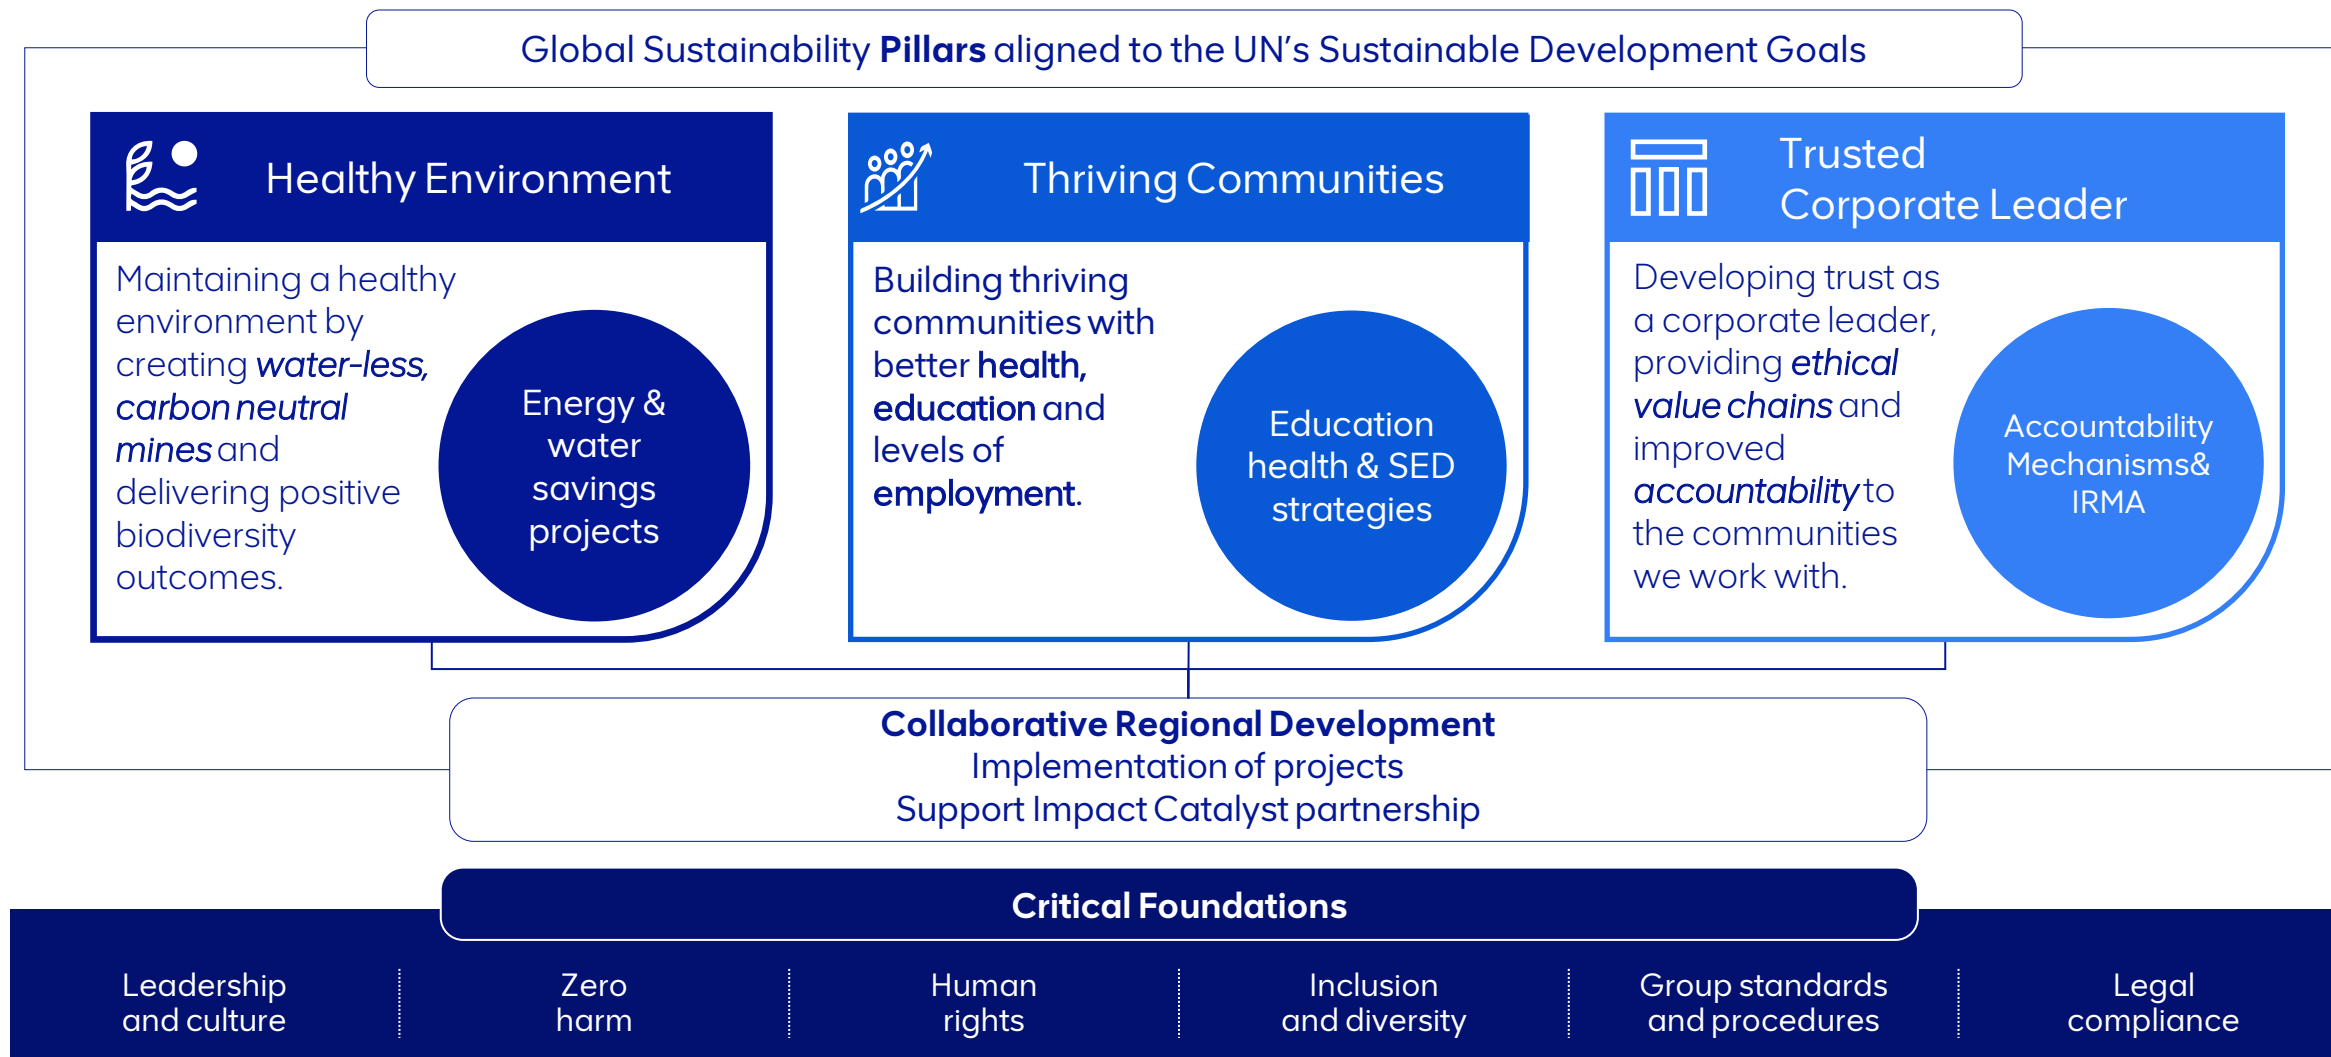 Global Sustainability Pillars aligned to the UN’s Sustainable Development Goals
Healthy Environment
Maintaining a healthy
environment by
creating water-less,
carbon neutral
mines and
delivering positive
biodiversity
outcomes.
Energy &
water
savings
projects
Thriving Communities
Building thriving
communities with
better health,
education and
levels of
employment.
Education
health & SED
strategies
Trusted
Corporate Leader
Developing trust as
a corporate leader,
providing ethical
value chains and
improved
accountability to
the communities
we work with.
Accountability
Mechanisms&
IRMA
Collaborative Regional Development
Implementation of projects
Support Impact Catalyst partnership
Critical Foundations
Leadership
and culture
Zero
harm
Human
rights
Inclusion
and diversity
Group standards
and procedures
Legal
compliance